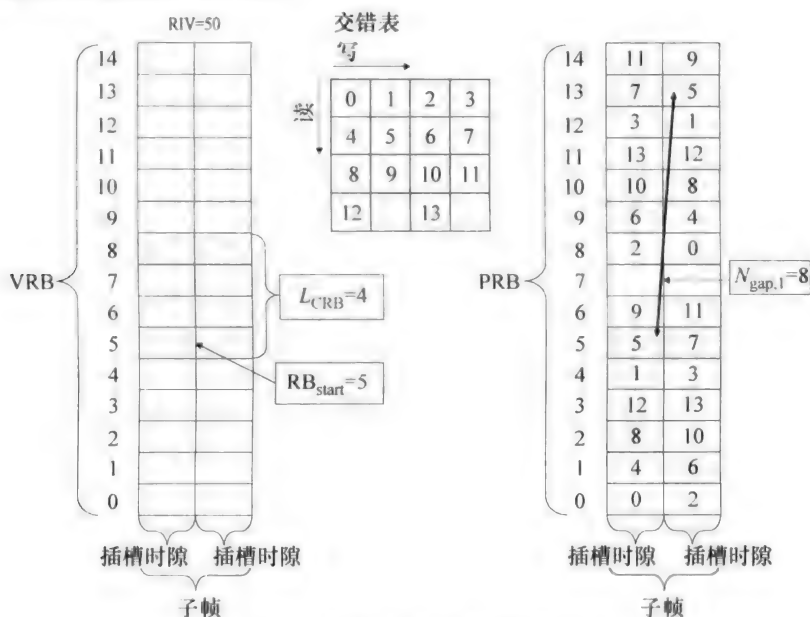 RIV=50
14
13
12
11
10
9
8
7
6
5
4
3
2
1
0
VRB
L_CRB=4
RB_start=5
插槽时隙 插槽时隙
子帧
交错表
写
读
0 1 2 3
4 5 6 7
8 9 10 11
12 13
PRB
14 11 9
13 7 5
12 3 1
11 13 12
10 10 8
9 6 4
8 2 0
7
6 9 11
5 5 7
4 1 3
3 12 13
2 8 10
1 4 6
0 0 2
N_gap,1=8
插槽时隙 插槽时隙
子帧